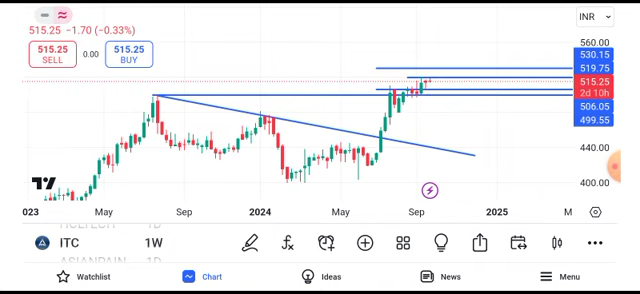 INR
515.25 −1.70 (−0.33%)
560.00
515.25 SELL
0.00
515.25 BUY
530.15
519.75
515.25
2d 10h
506.05
499.55
440.00
400.00
023 May Sep 2024 May Sep 2025 M
ITC 1W
ASIANPAIN 1D
Watchlist Chart Ideas News Menu